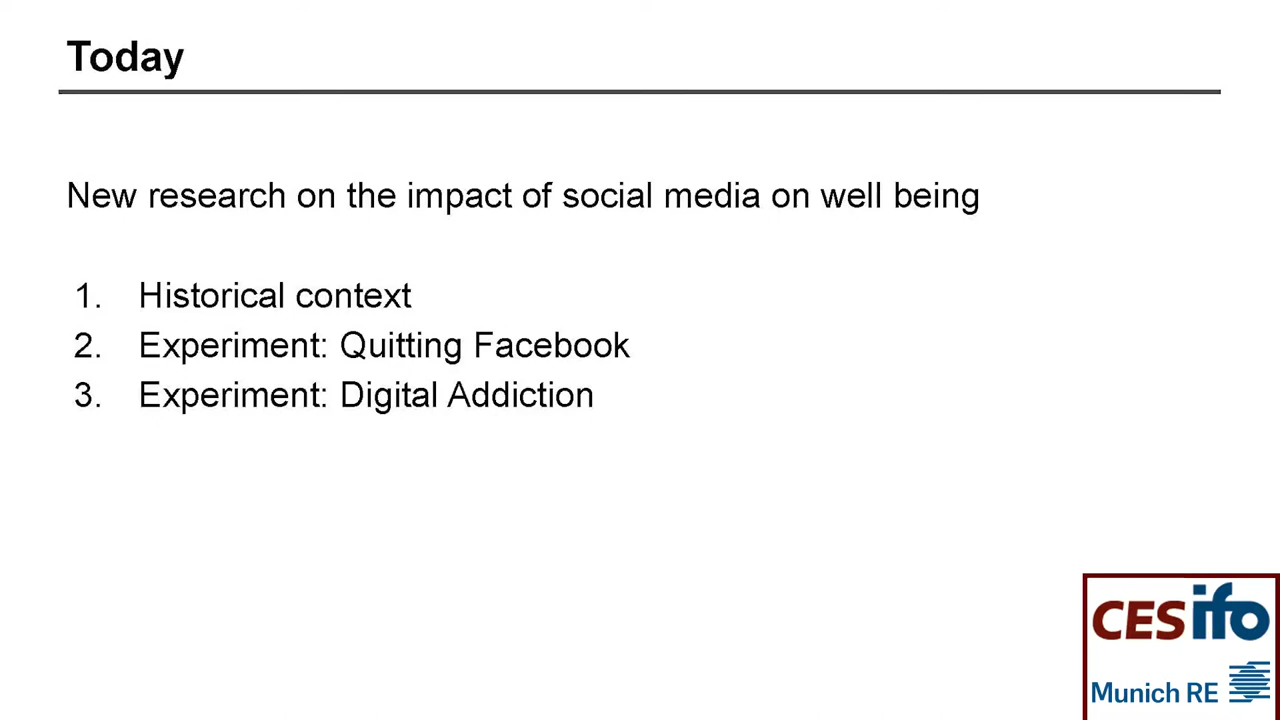 Today
New research on the impact of social media on well being
1. Historical context
2. Experiment: Quitting Facebook
3. Experiment: Digital Addiction
CESifo
Munich RE